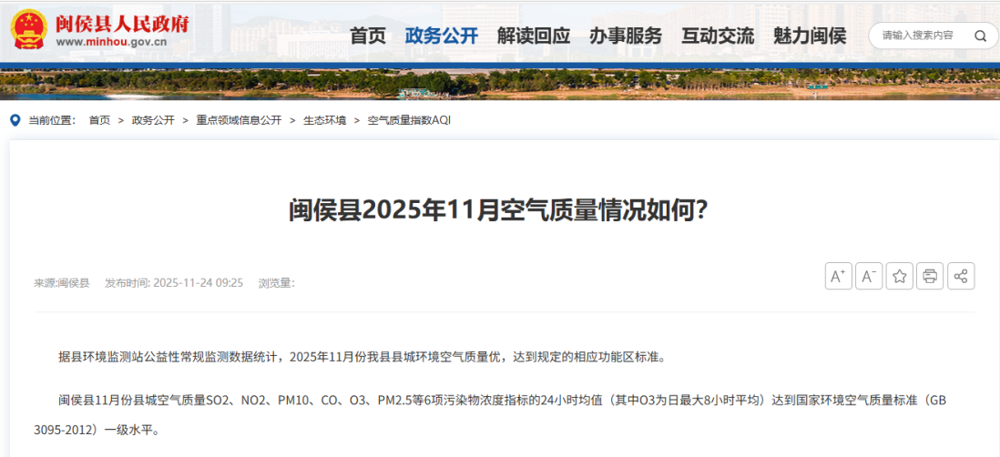 闽侯县人民政府
www.minhou.gov.cn
首页 政务公开 解读回应 办事服务 互动交流 魅力闽侯
请输入搜索内容
当前位置： 首页 > 政务公开 > 重点领域信息公开 > 生态环境 > 空气质量指数AQI
闽侯县2025年11月空气质量情况如何？
来源:闽侯县 发布时间: 2025-11-24 09:25 浏览量：
A+ A-
据县环境监测站公益性常规监测数据统计，2025年11月份我县县城环境空气质量优，达到规定的相应功能区标准。
闽侯县11月份县城空气质量SO2、NO2、PM10、CO、O3、PM2.5等6项污染物浓度指标的24小时均值（其中O3为日最大8小时平均）达到国家环境空气质量标准（GB
3095-2012）一级水平。